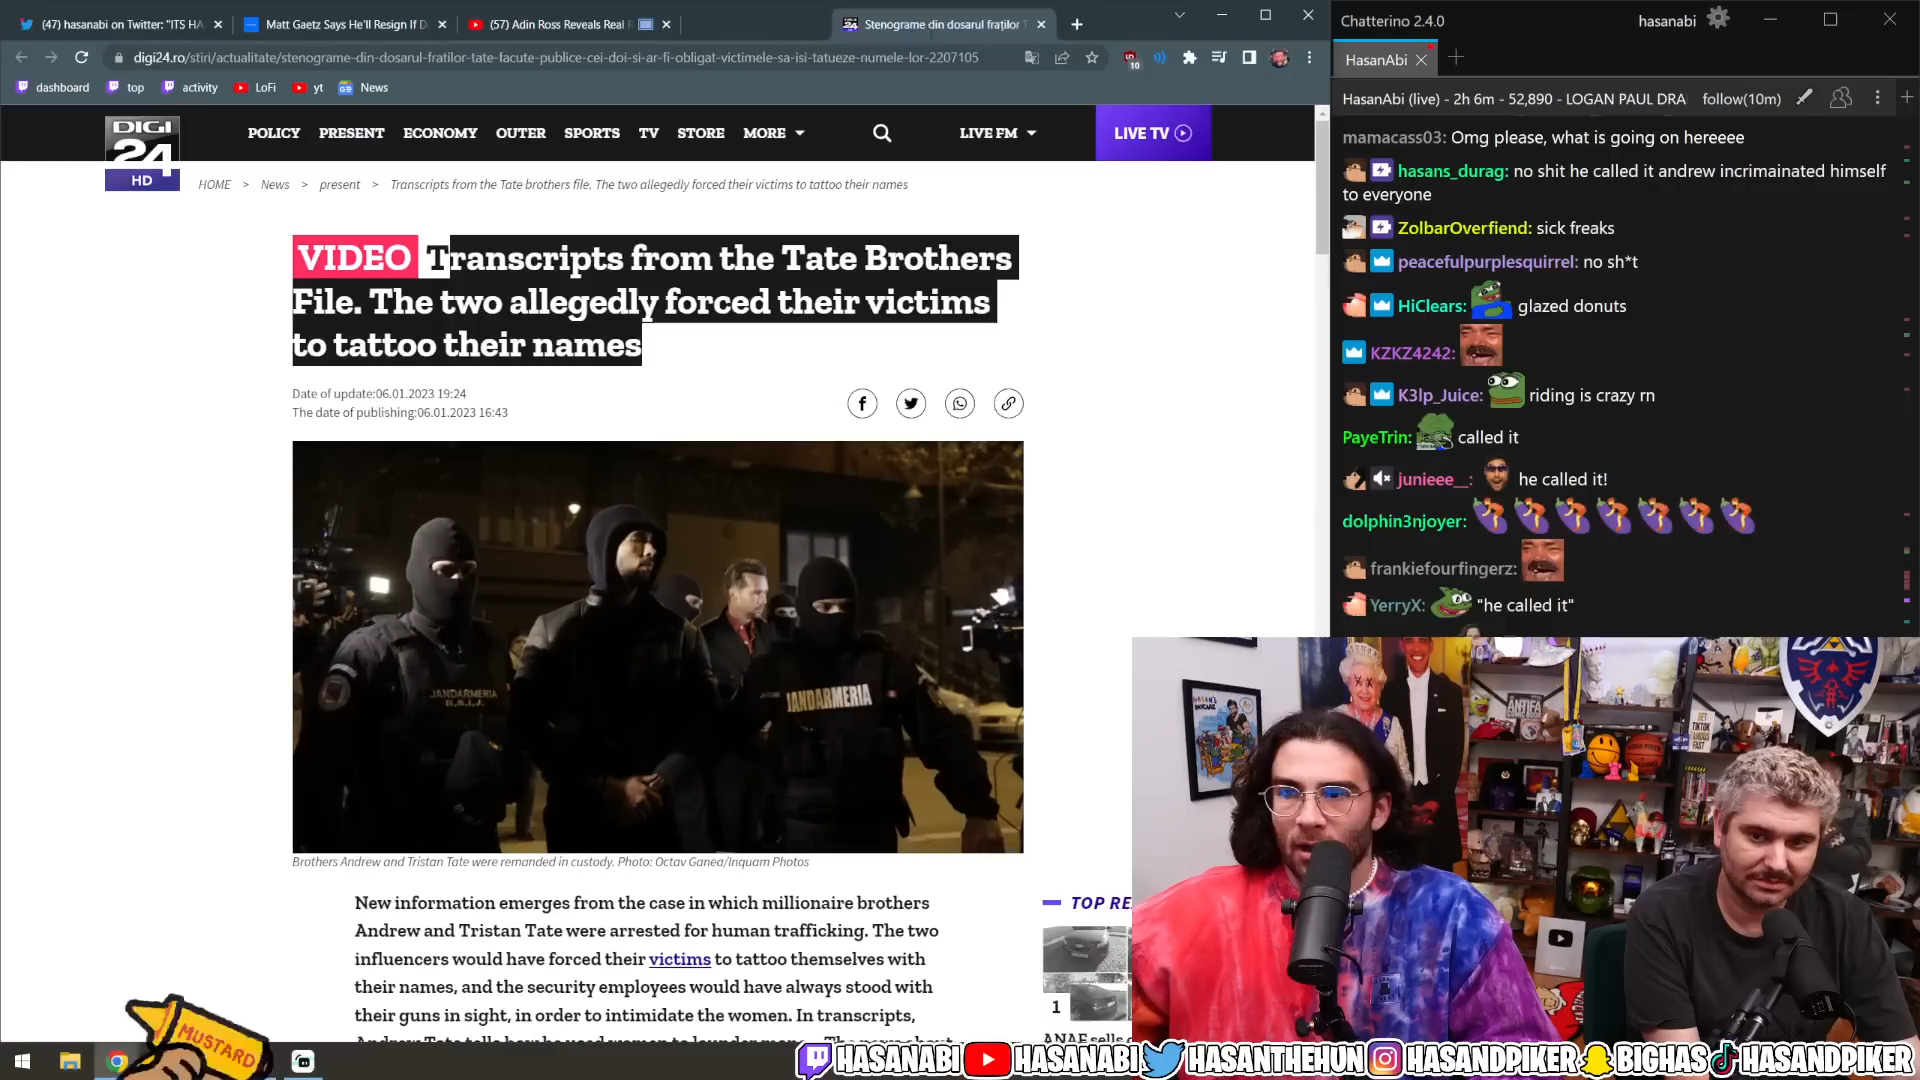 (47) hasanabi on Twitter: "ITS HA
Matt Gaetz Says He'll Resign If D
(57) Adin Ross Reveals Real
Stenograme din dosarul fraților T
digi24.ro/stiri/actualitate/stenograme-din-dosarul-fratilor-tate-facute-publice-cei-doi-si-ar-fi-obligat-victimele-sa-isi-tatueze-numele-lor-2207105
10
dashboard
top
activity
LoFi
yt
News
DIGI
24
HD
POLICY
PRESENT
ECONOMY
OUTER
SPORTS
TV
STORE
MORE
LIVE FM
LIVE TV
HOME > News > present > Transcripts from the Tate brothers file. The two allegedly forced their victims to tattoo their names
VIDEO Transcripts from the Tate Brothers
File. The two allegedly forced their victims
to tattoo their names
Date of update:06.01.2023 19:24
The date of publishing:06.01.2023 16:43
JANDARMERIA
B.S.I.J.
JANDARMERIA
Brothers Andrew and Tristan Tate were remanded in custody. Photo: Octav Ganea/Inquam Photos
New information emerges from the case in which millionaire brothers
Andrew and Tristan Tate were arrested for human trafficking. The two
influencers would have forced their victims to tattoo themselves with
their names, and the security employees would have always stood with
their guns in sight, in order to intimidate the women. In transcripts,
TOP RE
1
ANAF sells
MUSTARD
Chatterino 2.4.0
hasanabi
HasanAbi
HasanAbi (live) - 2h 6m - 52,890 - LOGAN PAUL DRA
follow(10m)
mamacass03: Omg please, what is going on hereeee
hasans_durag: no shit he called it andrew incrimainated himself
to everyone
ZolbarOverfiend: sick freaks
peacefulpurplesquirrel: no sh*t
HiClears: glazed donuts
KZKZ4242:
K3lp_Juice: riding is crazy rn
PayeTrin: called it
junieee__: he called it!
dolphin3njoyer:
frankiefourfingerz:
YerryX: "he called it"
ANTIFA
HASANABI
HASANABI
HASANTHEHUN
HASANDPIKER
BIGHAS
HASANDPIKER